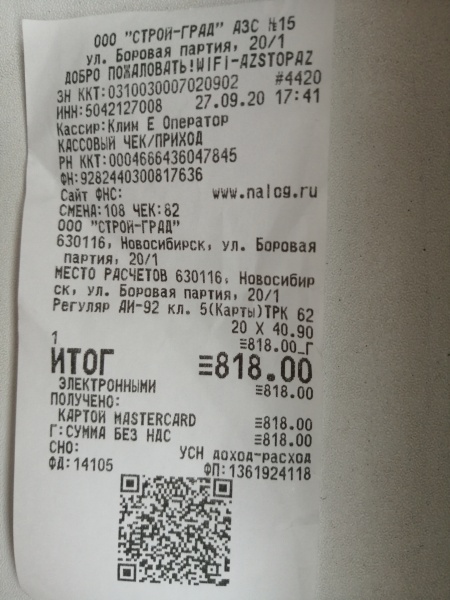 ООО "СТРОЙ-ГРАД" АЗС №15
ул. Боровая партия, 20/1
ДОБРО ПОЖАЛОВАТЬ!WIFI-AZSTOPAZ
ЗН ККТ:0310030007020902 #4420
ИНН:5042127008 27.09.20 17:41
Кассир:Клим Е Оператор
КАССОВЫЙ ЧЕК/ПРИХОД
РН ККТ:0004666436047845
ФН:9282440300817636
Сайт ФНС: www.nalog.ru
СМЕНА:108 ЧЕК:82
ООО "СТРОЙ-ГРАД"
630116, Новосибирск, ул. Боровая
партия, 20/1
МЕСТО РАСЧЕТОВ 630116, Новосибир
ск, ул. Боровая партия, 20/1
Регуляр АИ-92 кл. 5(Карты)ТРК 62
20 X 40.90
1 ≡818.00_Г
ИТОГ ≡818.00
ЭЛЕКТРОННЫМИ ≡818.00
ПОЛУЧЕНО:
КАРТОЙ MASTERCARD ≡818.00
Г:СУММА БЕЗ НДС ≡818.00
СНО: УСН доход-расход
ФД:14105 ФП:1361924118